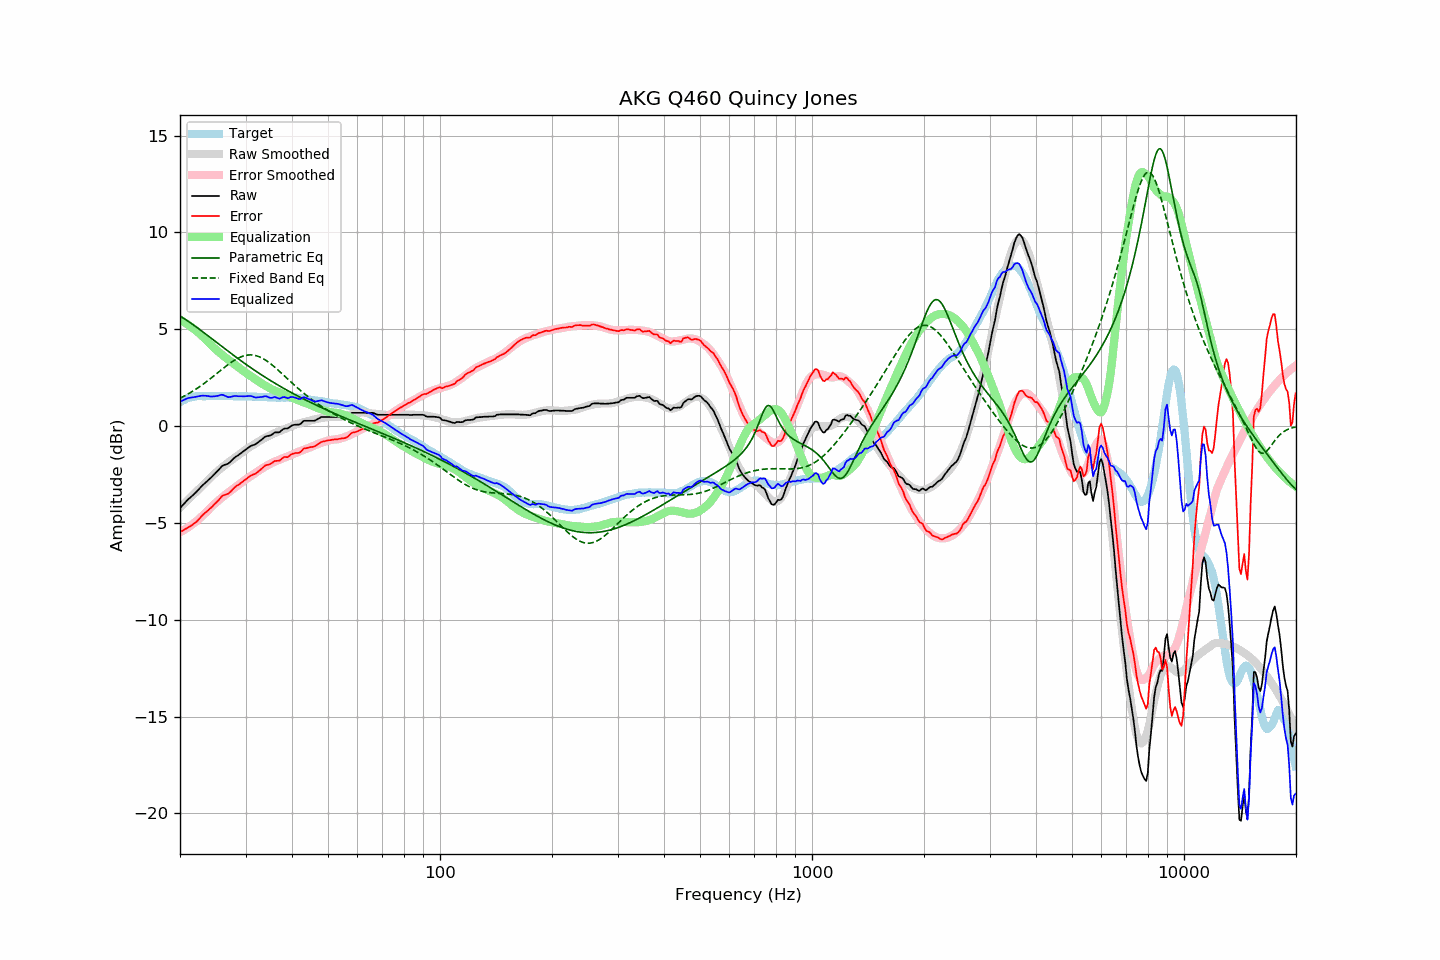 AKG Q460 Quincy Jones
Target
Raw Smoothed
Error Smoothed
Raw
Error
Equalization
Parametric Eq
Fixed Band Eq
Equalized
15
10
5
0
−5
−10
−15
−20
Amplitude (dBr)
100
1000
10000
Frequency (Hz)